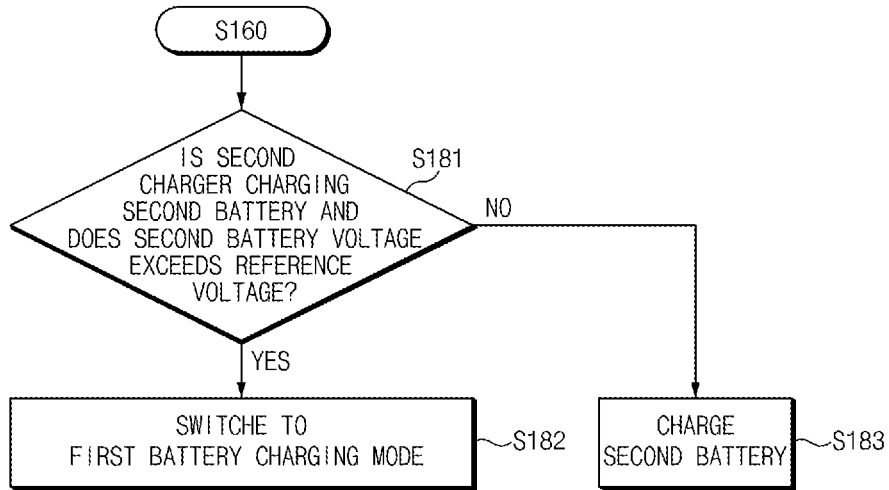 S160
IS SECOND
CHARGER CHARGING
SECOND BATTERY AND
DOES SECOND BATTERY VOLTAGE
EXCEEDS REFERENCE
VOLTAGE?
S181
NO
YES
SWITCHE TO
FIRST BATTERY CHARGING MODE
S182
CHARGE
SECOND BATTERY
S183